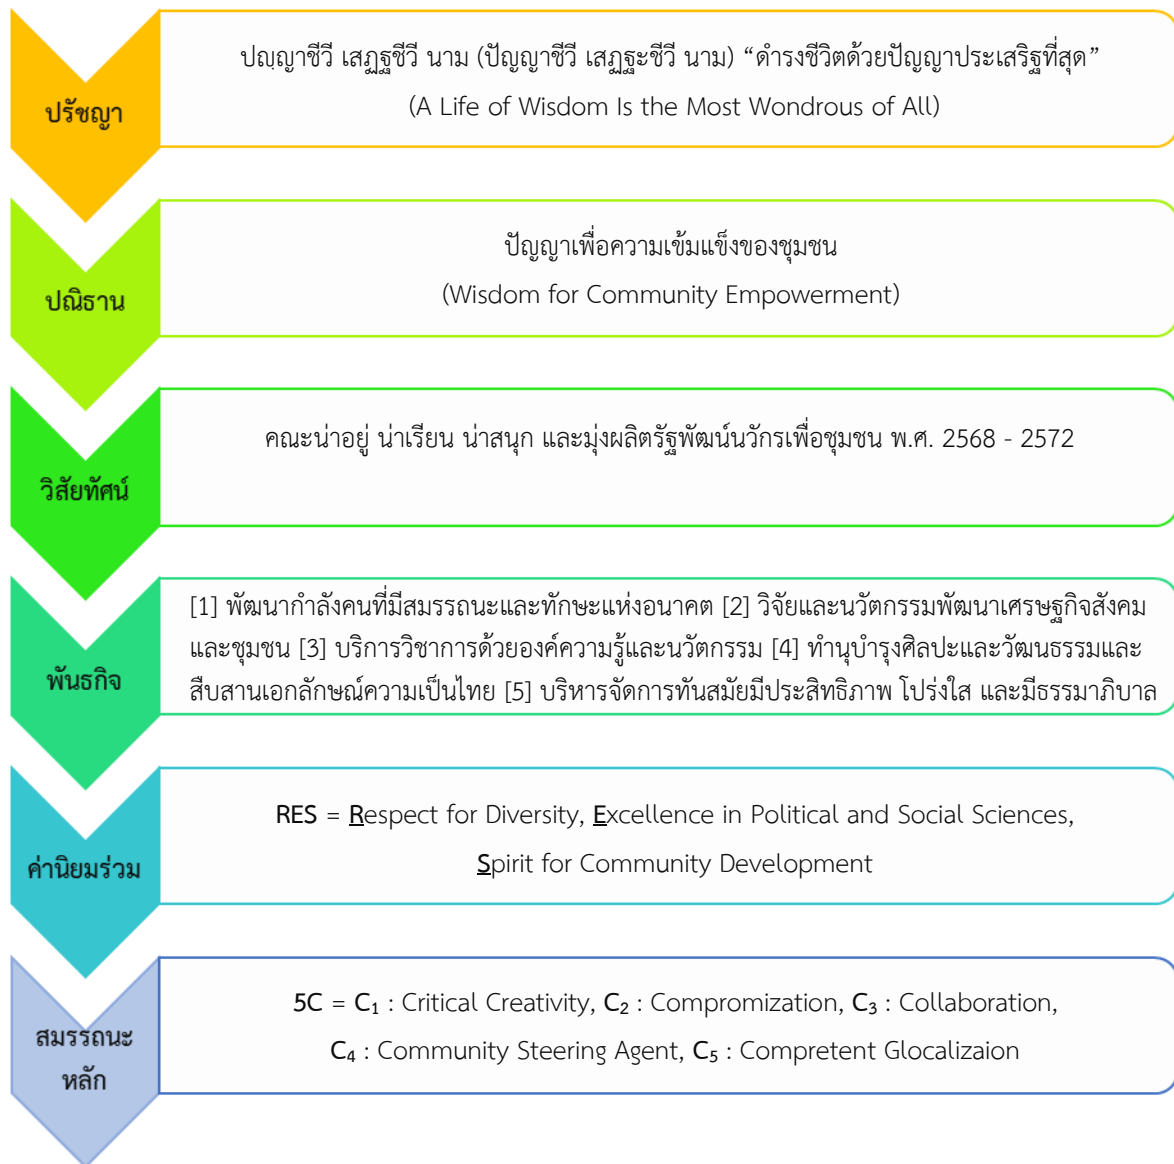 ปรัชญา
ปญฺญาชีวี เสฏฺฐชีวี นาม (ปัญญาชีวี เสฏฐะชีวี นาม) “ดำรงชีวิตด้วยปัญญาประเสริฐที่สุด”
(A Life of Wisdom Is the Most Wondrous of All)
ปณิธาน
ปัญญาเพื่อความเข้มแข็งของชุมชน
(Wisdom for Community Empowerment)
วิสัยทัศน์
คณะน่าอยู่ น่าเรียน น่าสนุก และมุ่งผลิตรัฐพัฒน์นวักรเพื่อชุมชน พ.ศ. 2568 - 2572
พันธกิจ
[1] พัฒนากำลังคนที่มีสมรรถนะและทักษะแห่งอนาคต [2] วิจัยและนวัตกรรมพัฒนาเศรษฐกิจสังคม
และชุมชน [3] บริการวิชาการด้วยองค์ความรู้และนวัตกรรม [4] ทำนุบำรุงศิลปะและวัฒนธรรมและ
สืบสานเอกลักษณ์ความเป็นไทย [5] บริหารจัดการทันสมัยมีประสิทธิภาพ โปร่งใส และมีธรรมาภิบาล
ค่านิยมร่วม
RES = Respect for Diversity, Excellence in Political and Social Sciences,
Spirit for Community Development
สมรรถนะ
หลัก
5C = C₁ : Critical Creativity, C₂ : Compromization, C₃ : Collaboration,
C₄ : Community Steering Agent, C₅ : Compretent Glocalizaion